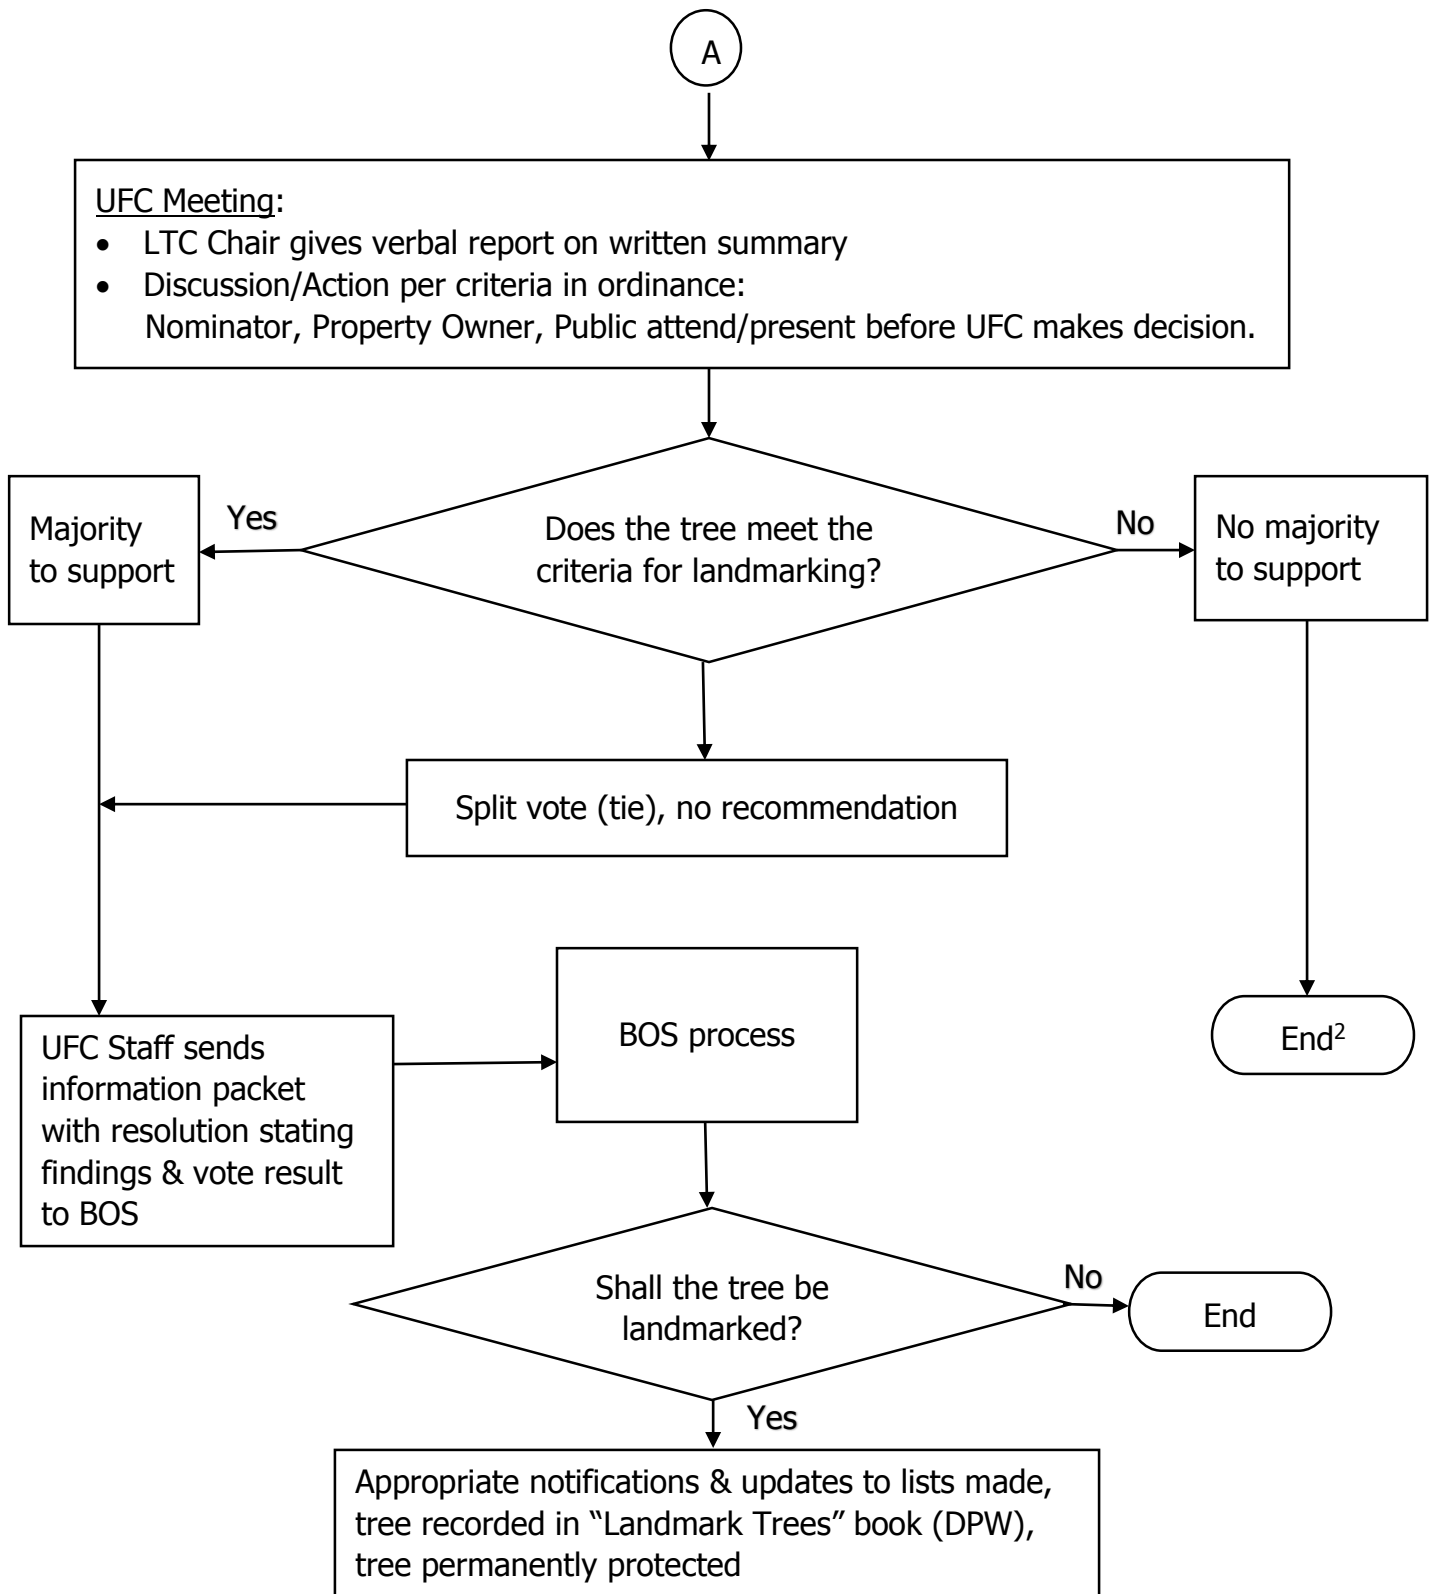 A
UFC Meeting:
• LTC Chair gives verbal report on written summary
• Discussion/Action per criteria in ordinance:
Nominator, Property Owner, Public attend/present before UFC makes decision.
Majority
to support
Yes
Does the tree meet the
criteria for landmarking?
No
No majority
to support
Split vote (tie), no recommendation
UFC Staff sends
information packet
with resolution stating
findings & vote result
to BOS
BOS process
End²
Shall the tree be
landmarked?
No
End
Yes
Appropriate notifications & updates to lists made,
tree recorded in “Landmark Trees” book (DPW),
tree permanently protected